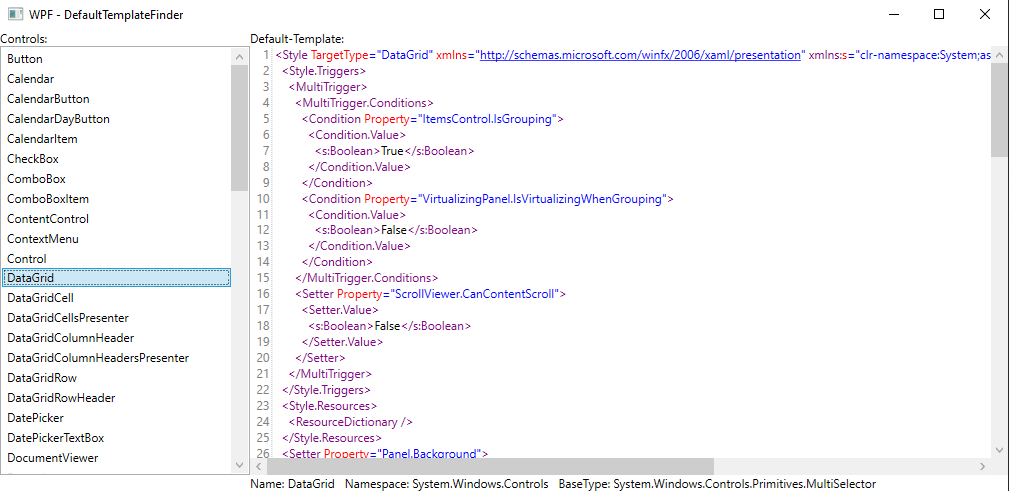 WPF - DefaultTemplateFinder
Controls:
Button
Calendar
CalendarButton
CalendarDayButton
CalendarItem
CheckBox
ComboBox
ComboBoxItem
ContentControl
ContextMenu
Control
DataGrid
DataGridCell
DataGridCellsPresenter
DataGridColumnHeader
DataGridColumnHeadersPresenter
DataGridRow
DataGridRowHeader
DatePicker
DatePickerTextBox
DocumentViewer
Default-Template:
1 <Style TargetType="DataGrid" xmlns="http://schemas.microsoft.com/winfx/2006/xaml/presentation" xmlns:s="clr-namespace:System;as
2 <Style.Triggers>
3 <MultiTrigger>
4 <MultiTrigger.Conditions>
5 <Condition Property="ItemsControl.IsGrouping">
6 <Condition.Value>
7 <s:Boolean>True</s:Boolean>
8 </Condition.Value>
9 </Condition>
10 <Condition Property="VirtualizingPanel.IsVirtualizingWhenGrouping">
11 <Condition.Value>
12 <s:Boolean>False</s:Boolean>
13 </Condition.Value>
14 </Condition>
15 </MultiTrigger.Conditions>
16 <Setter Property="ScrollViewer.CanContentScroll">
17 <Setter.Value>
18 <s:Boolean>False</s:Boolean>
19 </Setter.Value>
20 </Setter>
21 </MultiTrigger>
22 </Style.Triggers>
23 <Style.Resources>
24 <ResourceDictionary />
25 </Style.Resources>
26 <Setter Property="Panel.Background">
Name: DataGrid Namespace: System.Windows.Controls BaseType: System.Windows.Controls.Primitives.MultiSelector